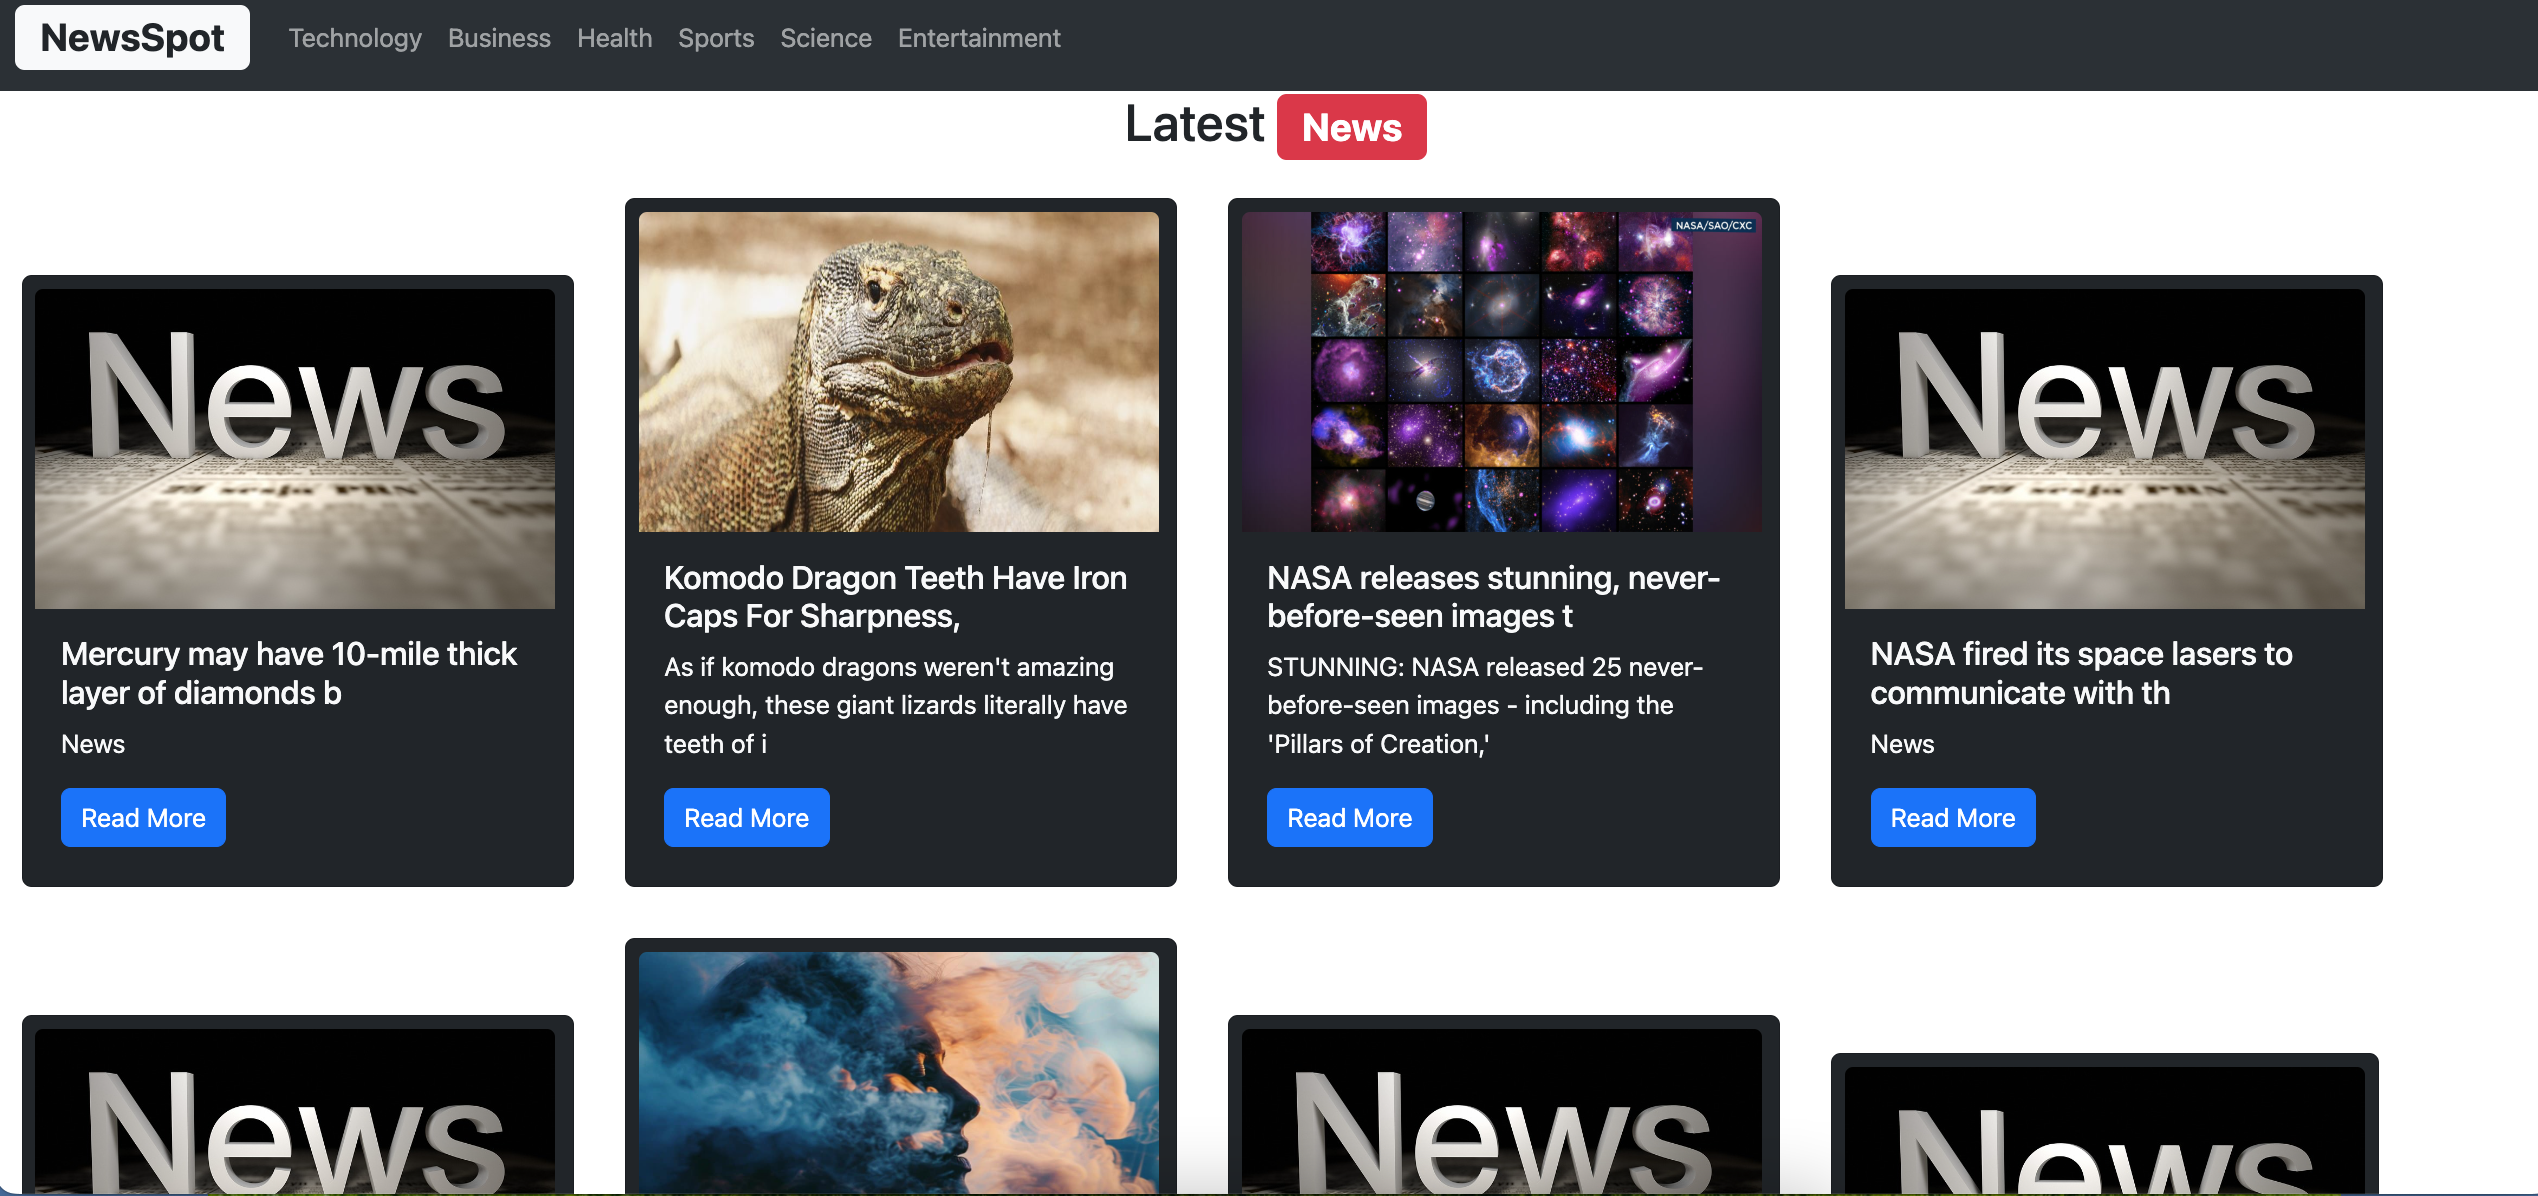 NewsSpot Technology Business Health Sports Science Entertainment
Latest News
News
Mercury may have 10-mile thick
layer of diamonds b
News
Read More
Komodo Dragon Teeth Have Iron
Caps For Sharpness,
As if komodo dragons weren't amazing
enough, these giant lizards literally have
teeth of i
Read More
NASA/SAO/CXC
NASA releases stunning, never-
before-seen images t
STUNNING: NASA released 25 never-
before-seen images - including the
'Pillars of Creation,'
Read More
News
NASA fired its space lasers to
communicate with th
News
Read More
News
News
News